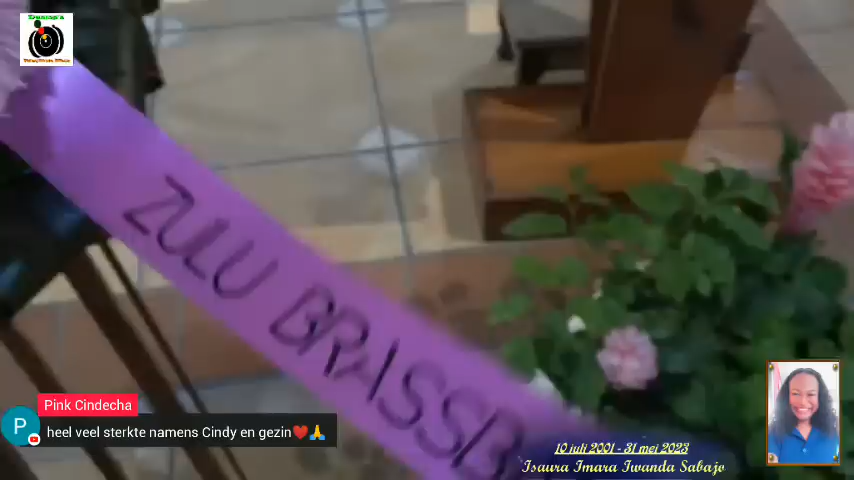 ZULU BRASSB
Pink Cindecha
P
heel veel sterkte namens Cindy en gezin❤️🙏
10 juli 2001 - 31 mei 2023
Isaura Imara Iwanda Sabajo